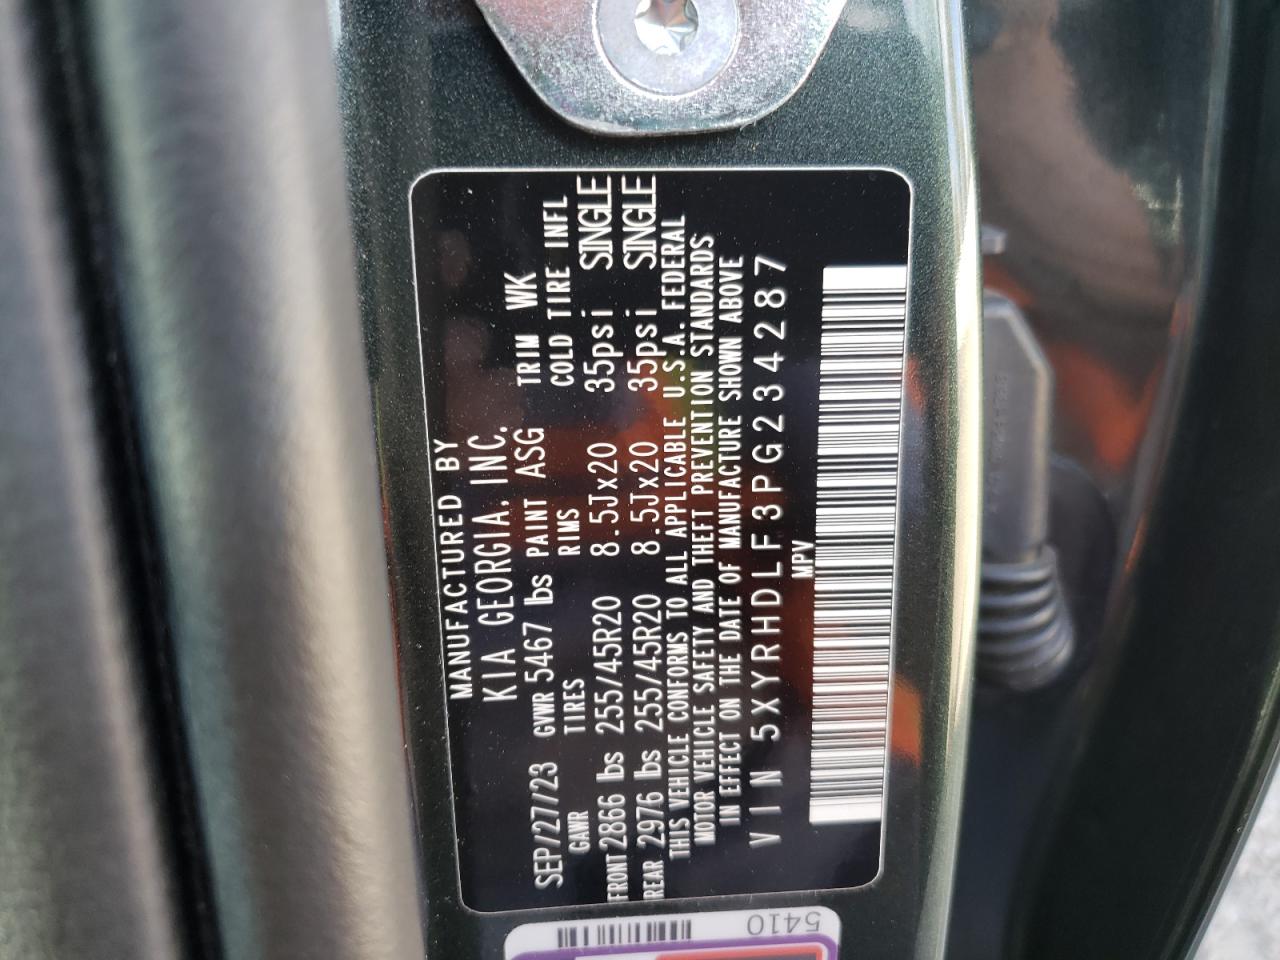 MANUFACTURED BY
KIA GEORGIA, INC.
SEP/27/23 GVWR 5467 lbs PAINT ASG TRIM WK
GAWR TIRES RIMS COLD TIRE INFL
FRONT 2866 lbs 255/45R20 8.5Jx20 35psi SINGLE
REAR 2976 lbs 255/45R20 8.5Jx20 35psi SINGLE
THIS VEHICLE CONFORMS TO ALL APPLICABLE U.S.A. FEDERAL
MOTOR VEHICLE SAFETY AND THEFT PREVENTION STANDARDS
IN EFFECT ON THE DATE OF MANUFACTURE SHOWN ABOVE
VIN 5XYRHDLF3PG234287
MPV
5410